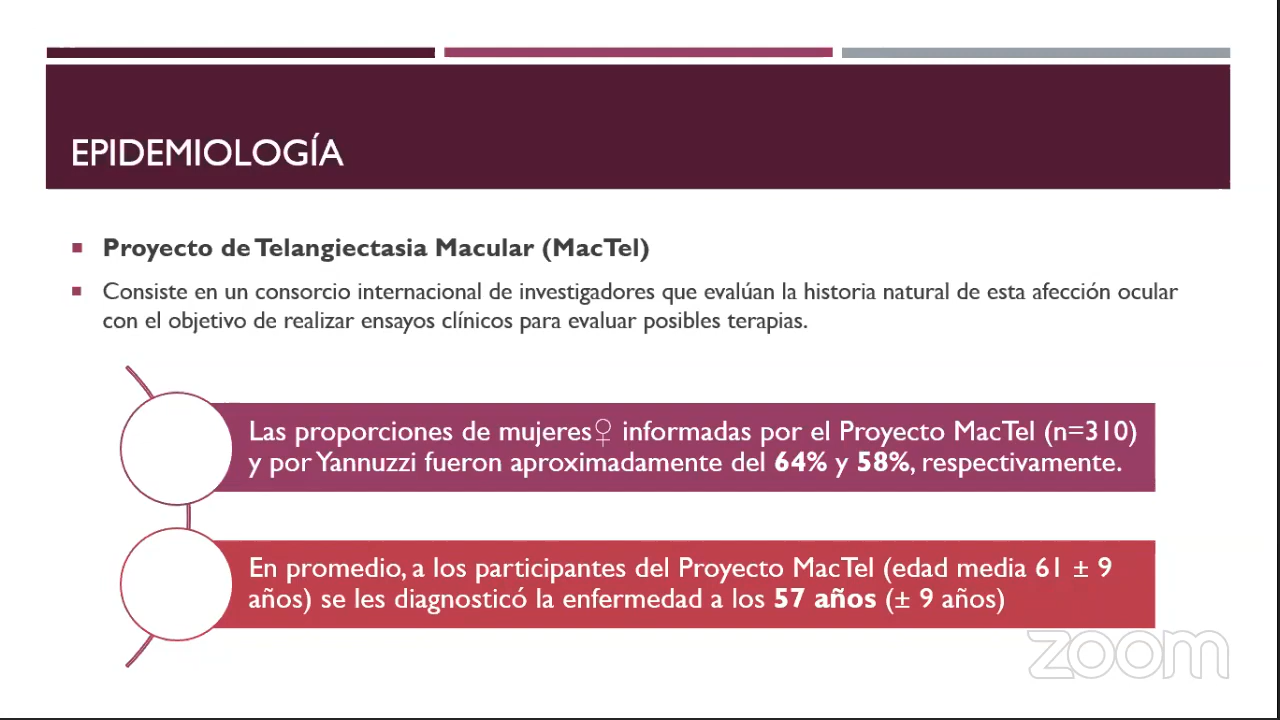 EPIDEMIOLOGÍA
Proyecto de Telangiectasia Macular (MacTel)
Consiste en un consorcio internacional de investigadores que evalúan la historia natural de esta afección ocular
con el objetivo de realizar ensayos clínicos para evaluar posibles terapias.
Las proporciones de mujeres♀ informadas por el Proyecto MacTel (n=310)
y por Yannuzzi fueron aproximadamente del 64% y 58%, respectivamente.
En promedio, a los participantes del Proyecto MacTel (edad media 61 ± 9
años) se les diagnosticó la enfermedad a los 57 años (± 9 años)
zoom